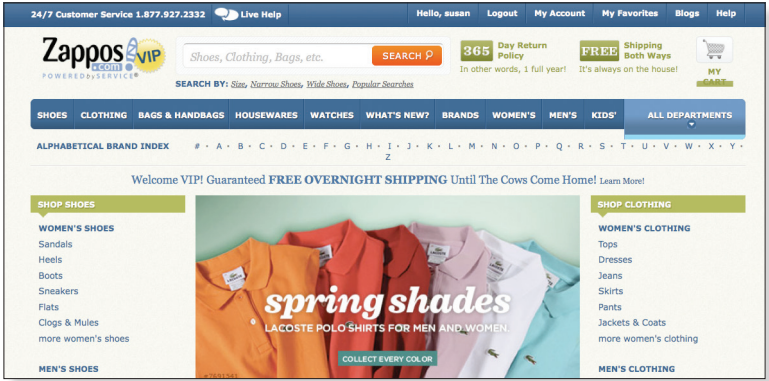 24/7 Customer Service 1.877.927.2332 Live Help Hello, susan Logout My Account My Favorites Blogs Help
Zappos.com VIP
POWERED by SERVICE®
Shoes, Clothing, Bags, etc. SEARCH
SEARCH BY: Size, Narrow Shoes, Wide Shoes, Popular Searches
365 Day Return Policy
In other words, 1 full year!
FREE Shipping Both Ways
It's always on the house!
MY CART
SHOES CLOTHING BAGS & HANDBAGS HOUSEWARES WATCHES WHAT'S NEW? BRANDS WOMEN'S MEN'S KIDS' ALL DEPARTMENTS
ALPHABETICAL BRAND INDEX # • A • B • C • D • E • F • G • H • I • J • K • L • M • N • O • P • Q • R • S • T • U • V • W • X • Y •
Z
Welcome VIP! Guaranteed FREE OVERNIGHT SHIPPING Until The Cows Come Home! Learn More!
SHOP SHOES
WOMEN'S SHOES
Sandals
Heels
Boots
Sneakers
Flats
Clogs & Mules
more women's shoes
MEN'S SHOES
LACOSTE
spring shades
LACOSTE POLO SHIRTS FOR MEN AND WOMEN
COLLECT EVERY COLOR
SHOP CLOTHING
WOMEN'S CLOTHING
Tops
Dresses
Jeans
Skirts
Pants
Jackets & Coats
more women's clothing
MEN'S CLOTHING